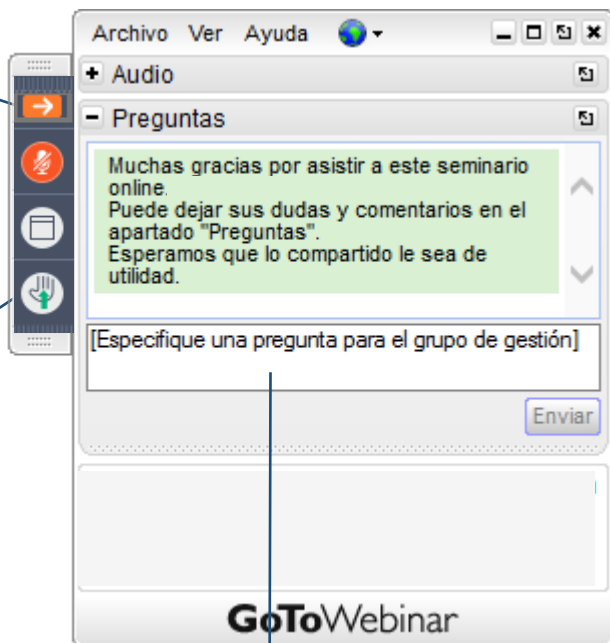 Archivo Ver Ayuda
Audio
Preguntas
Muchas gracias por asistir a este seminario
online.
Puede dejar sus dudas y comentarios en el
apartado "Preguntas".
Esperamos que lo compartido le sea de
utilidad.
[Especifique una pregunta para el grupo de gestión]
Enviar
GoToWebinar